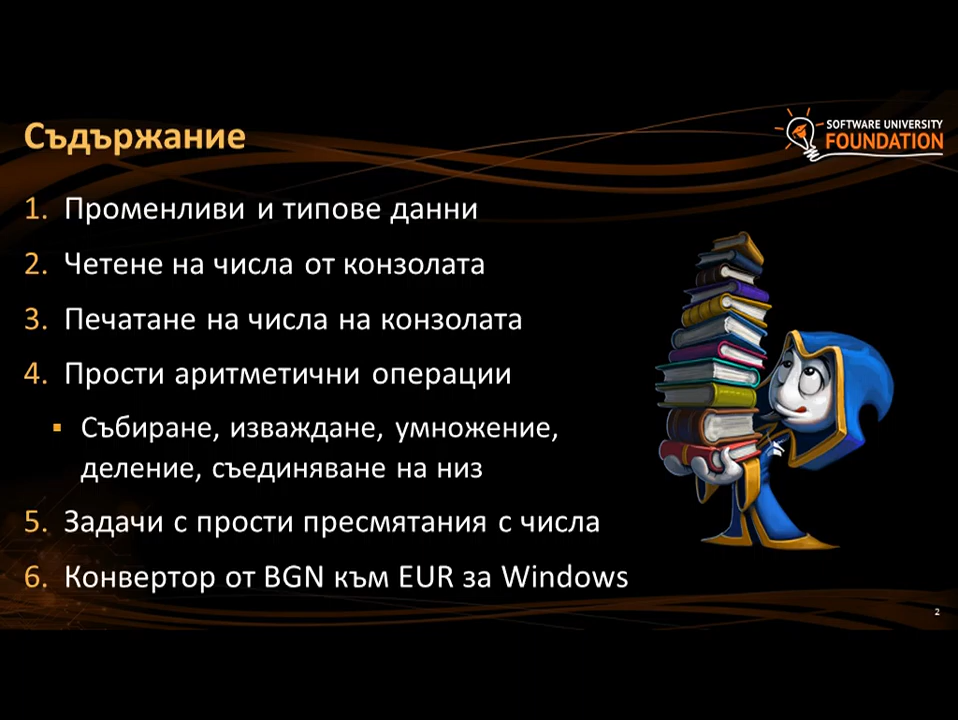 Съдържание
SOFTWARE UNIVERSITY
FOUNDATION
1. Променливи и типове данни
2. Четене на числа от конзолата
3. Печатане на числа на конзолата
4. Прости аритметични операции
▪ Събиране, изваждане, умножение,
деление, съединяване на низ
5. Задачи с прости пресмятания с числа
6. Конвертор от BGN към EUR за Windows
2